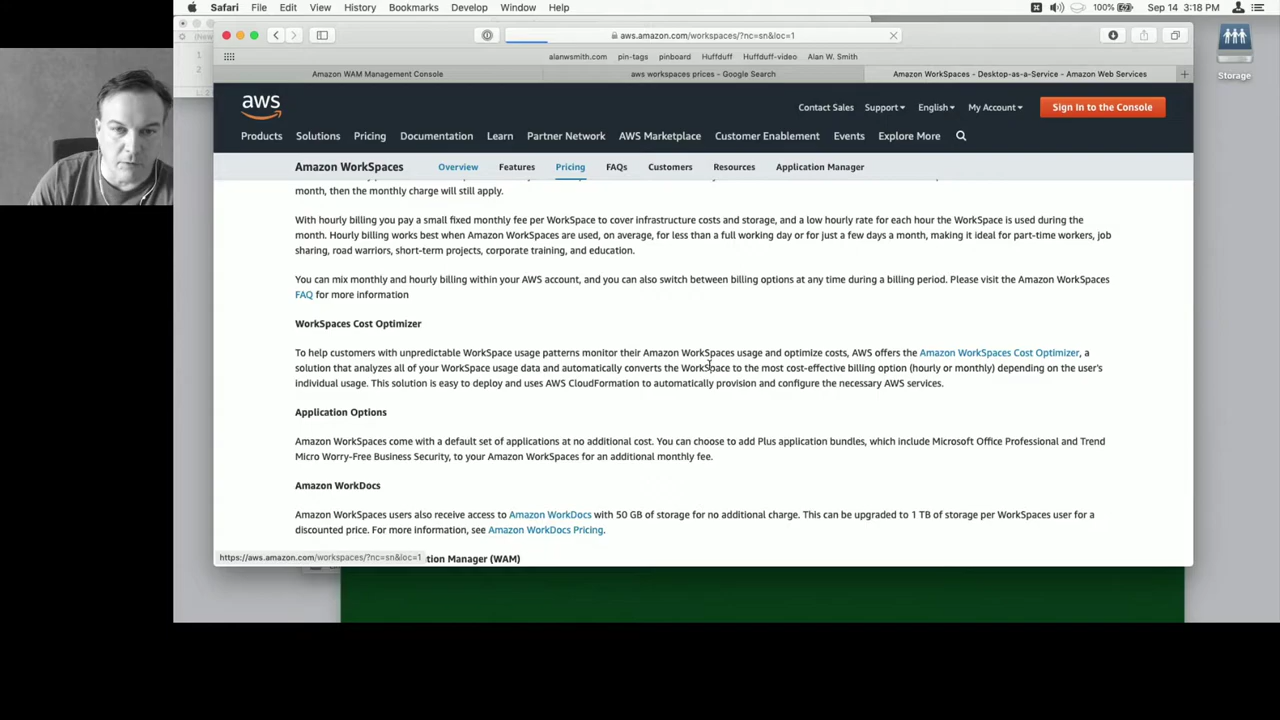 Safari File Edit View History Bookmarks Develop Window Help 100% Sep 14 3:18 PM
aws.amazon.com/workspaces/?nc=sn&loc=1
alanwsmith.com pin-tags pinboard Huffduff Huffduff-video Alan W. Smith
Amazon WAM Management Console aws workspaces prices - Google Search Amazon WorkSpaces - Desktop-as-a-Service - Amazon Web Services
Storage
aws
Contact Sales Support English My Account Sign In to the Console
Products Solutions Pricing Documentation Learn Partner Network AWS Marketplace Customer Enablement Events Explore More
Amazon WorkSpaces Overview Features Pricing FAQs Customers Resources Application Manager
month, then the monthly charge will still apply.
With hourly billing you pay a small fixed monthly fee per WorkSpace to cover infrastructure costs and storage, and a low hourly rate for each hour the WorkSpace is used during the
month. Hourly billing works best when Amazon WorkSpaces are used, on average, for less than a full working day or for just a few days a month, making it ideal for part-time workers, job
sharing, road warriors, short-term projects, corporate training, and education.
You can mix monthly and hourly billing within your AWS account, and you can also switch between billing options at any time during a billing period. Please visit the Amazon WorkSpaces
FAQ for more information
WorkSpaces Cost Optimizer
To help customers with unpredictable WorkSpace usage patterns monitor their Amazon WorkSpaces usage and optimize costs, AWS offers the Amazon WorkSpaces Cost Optimizer, a
solution that analyzes all of your WorkSpace usage data and automatically converts the WorkSpace to the most cost-effective billing option (hourly or monthly) depending on the user's
individual usage. This solution is easy to deploy and uses AWS CloudFormation to automatically provision and configure the necessary AWS services.
Application Options
Amazon WorkSpaces come with a default set of applications at no additional cost. You can choose to add Plus application bundles, which include Microsoft Office Professional and Trend
Micro Worry-Free Business Security, to your Amazon WorkSpaces for an additional monthly fee.
Amazon WorkDocs
Amazon WorkSpaces users also receive access to Amazon WorkDocs with 50 GB of storage for no additional charge. This can be upgraded to 1 TB of storage per WorkSpaces user for a
discounted price. For more information, see Amazon WorkDocs Pricing.
https://aws.amazon.com/workspaces/?nc=sn&loc=1 tion Manager (WAM)